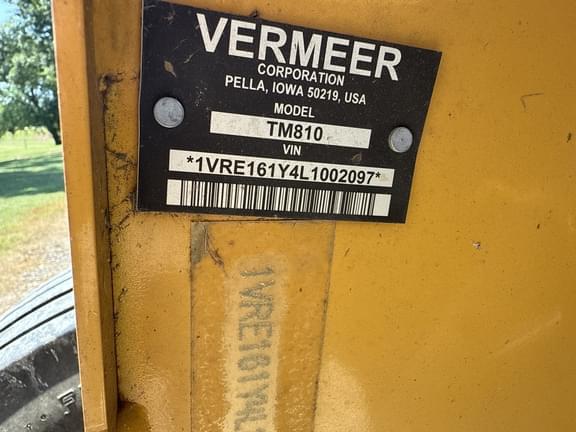 VERMEER
CORPORATION
PELLA, IOWA 50219, USA
MODEL
TM810
VIN
*1VRE161Y4L1002097*
1VRE161Y4L